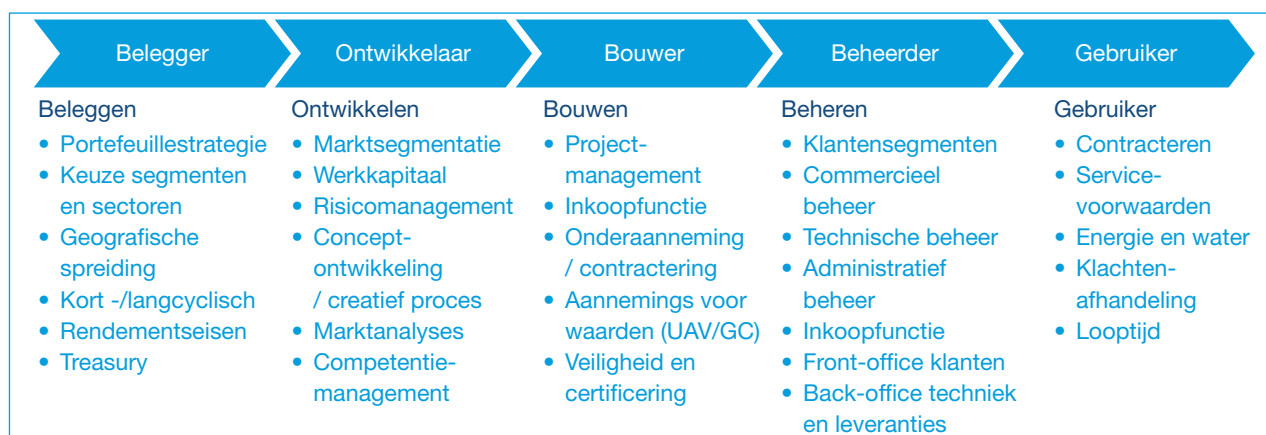 Belegger
Ontwikkelaar
Bouwer
Beheerder
Gebruiker
Beleggen
• Portefeuillestrategie
• Keuze segmenten
en sectoren
• Geografische
spreiding
• Kort -/langcyclisch
• Rendementseisen
• Treasury
Ontwikkelen
• Marktsegmentatie
• Werkkapitaal
• Risicomanagement
• Concept-
ontwikkeling
/ creatief proces
• Marktanalyses
• Competentie-
management
Bouwen
• Project-
management
• Inkoopfunctie
• Onderaanneming
/ contractering
• Aannemings voor
waarden (UAV/GC)
• Veiligheid en
certificering
Beheren
• Klantensegmenten
• Commercieel
beheer
• Technische beheer
• Administratief
beheer
• Inkoopfunctie
• Front-office klanten
• Back-office techniek
en leveranties
Gebruiker
• Contracteren
• Service-
voorwaarden
• Energie en water
• Klachten-
afhandeling
• Looptijd